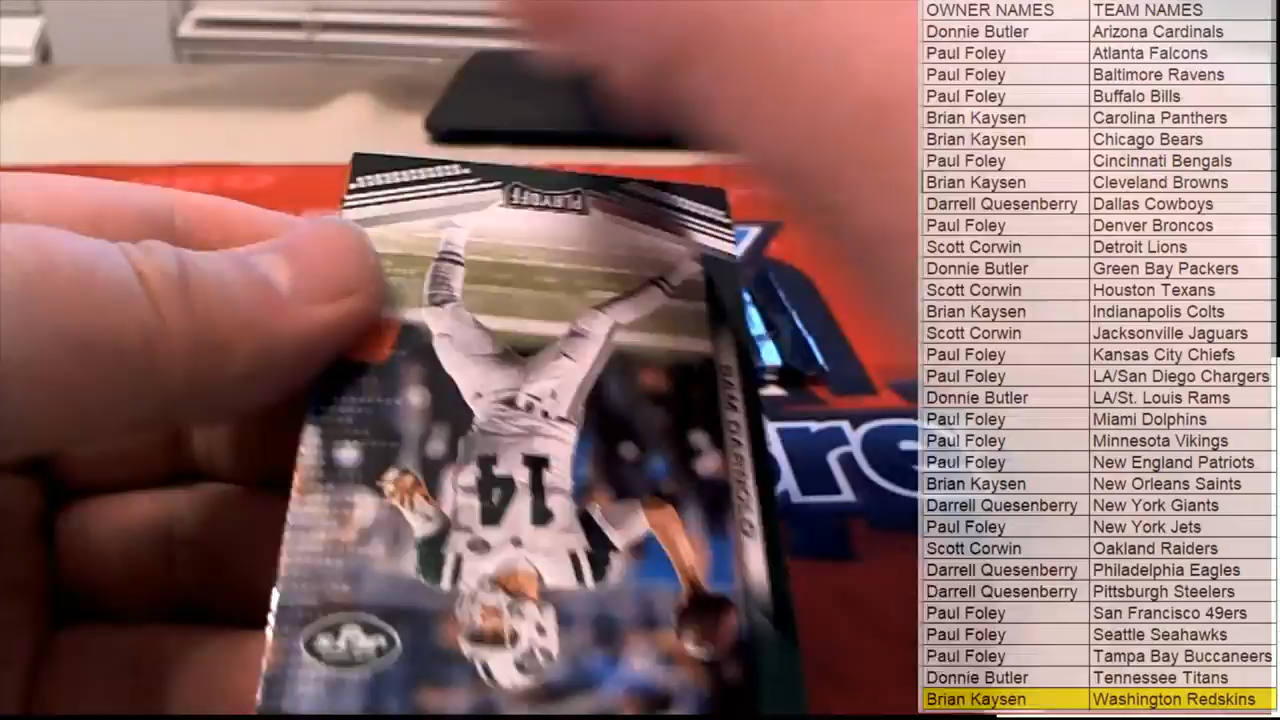 PLAYOFF
SAM DARNOLD
14
bre
OWNER NAMES TEAM NAMES
Donnie Butler Arizona Cardinals
Paul Foley Atlanta Falcons
Paul Foley Baltimore Ravens
Paul Foley Buffalo Bills
Brian Kaysen Carolina Panthers
Brian Kaysen Chicago Bears
Paul Foley Cincinnati Bengals
Brian Kaysen Cleveland Browns
Darrell Quesenberry Dallas Cowboys
Paul Foley Denver Broncos
Scott Corwin Detroit Lions
Donnie Butler Green Bay Packers
Scott Corwin Houston Texans
Brian Kaysen Indianapolis Colts
Scott Corwin Jacksonville Jaguars
Paul Foley Kansas City Chiefs
Paul Foley LA/San Diego Chargers
Donnie Butler LA/St. Louis Rams
Paul Foley Miami Dolphins
Paul Foley Minnesota Vikings
Paul Foley New England Patriots
Brian Kaysen New Orleans Saints
Darrell Quesenberry New York Giants
Paul Foley New York Jets
Scott Corwin Oakland Raiders
Darrell Quesenberry Philadelphia Eagles
Darrell Quesenberry Pittsburgh Steelers
Paul Foley San Francisco 49ers
Paul Foley Seattle Seahawks
Paul Foley Tampa Bay Buccaneers
Donnie Butler Tennessee Titans
Brian Kaysen Washington Redskins